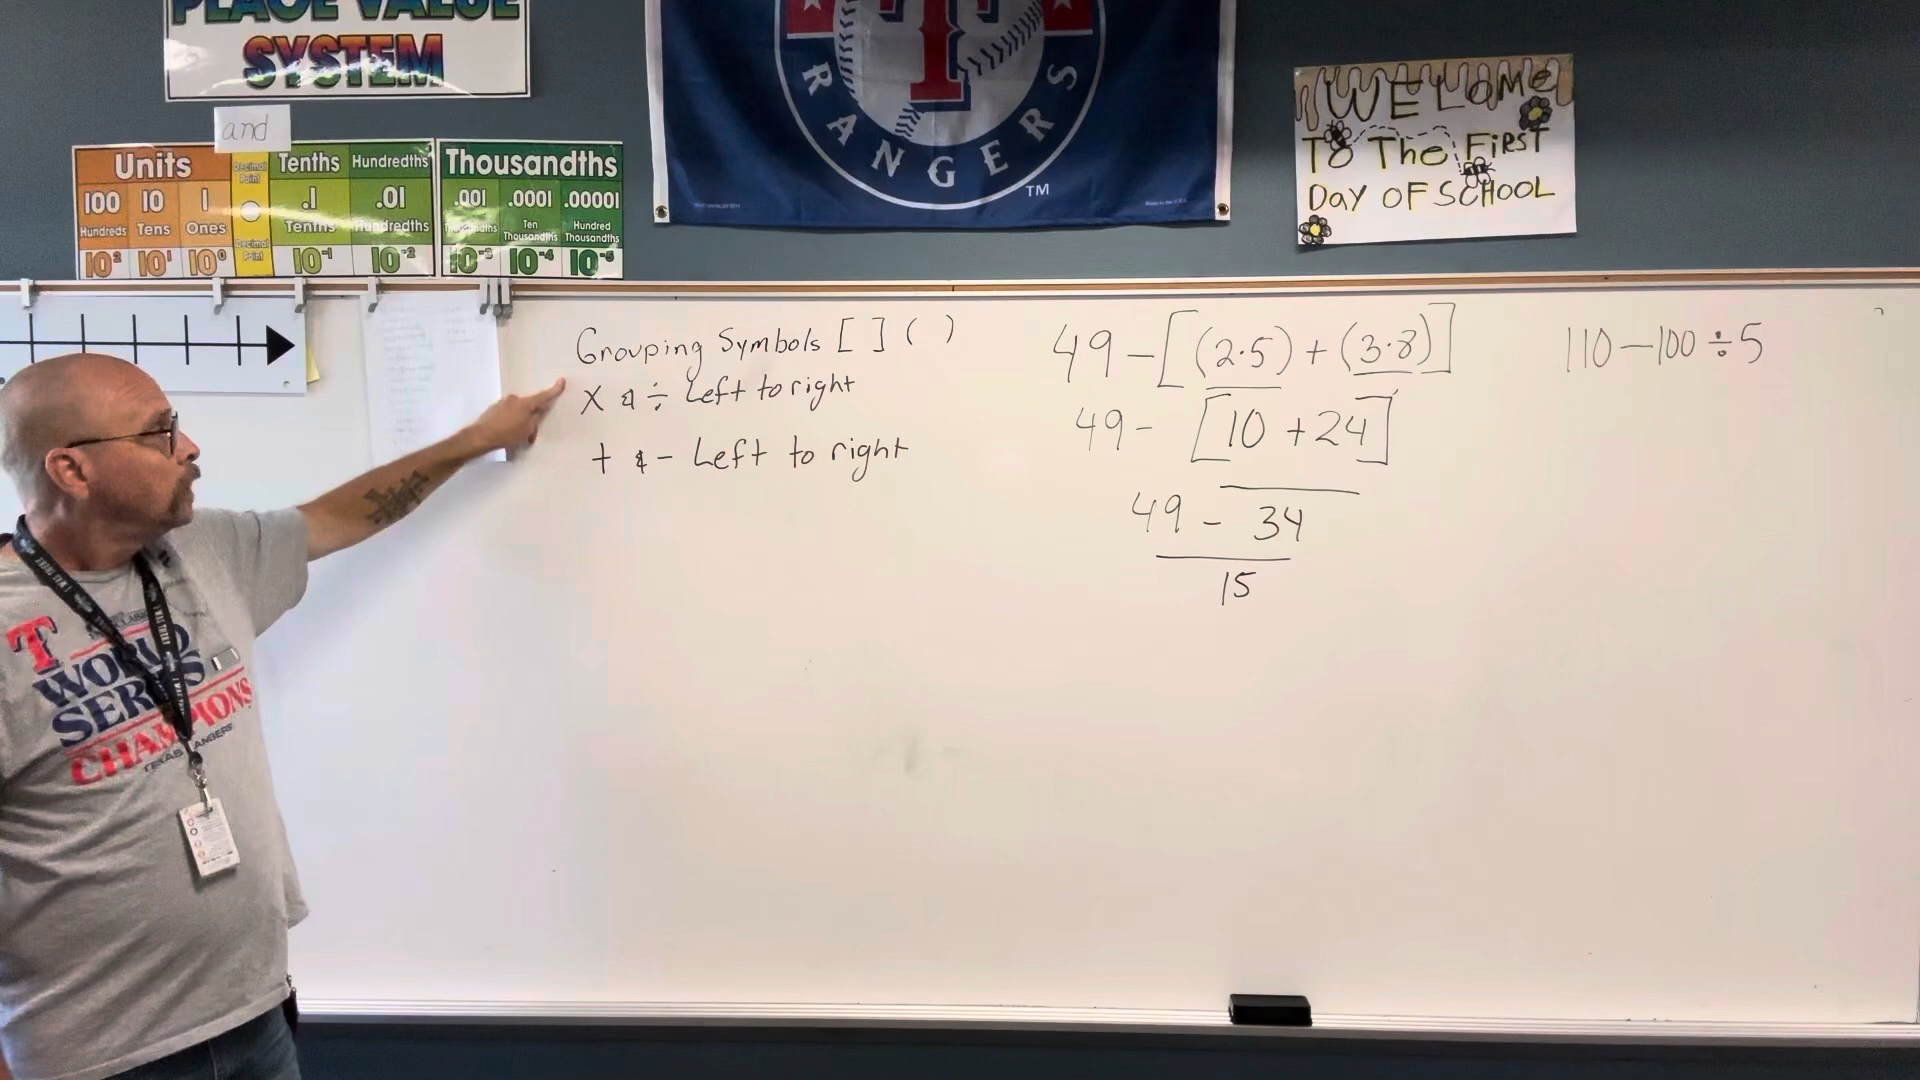 PLACE VALUE
SYSTEM
and
Units
Decimal Point
Tenths
Hundredths
Thousandths
100 10 1 .1 .01 .001 .0001 .00001
Hundreds Tens Ones Decimal Point Tenths Hundredths Thousandths Ten Thousandths Hundred Thousandths
10² 10¹ 10⁰ 10⁻¹ 10⁻² 10⁻³ 10⁻⁴ 10⁻⁵
T
RANGERS
TM
WELCOME
To The First
DAY OF SCHOOL
Grouping Symbols [ ] ( )
X & ÷ Left to right
+ & - Left to right
49 - [(2·5) + (3·8)]
49 - [10 + 24]
49 - 34
15
110 - 100 ÷ 5
T
WORLD
SERIES
CHAMPIONS
TEXAS RANGERS